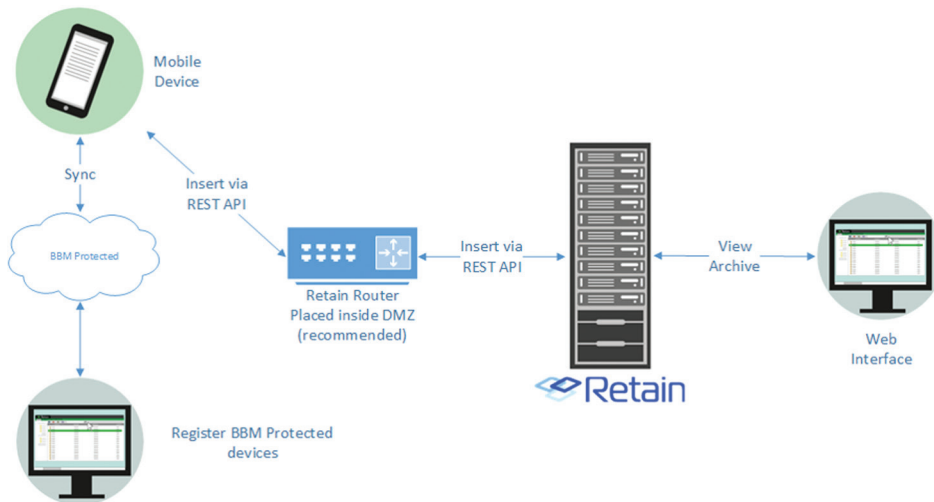 Mobile
Device
Sync
Insert via
REST API
BBM Protected
Insert via
REST API
View
Archive
Retain Router
Placed inside DMZ
(recommended)
Web
Interface
Retain
Register BBM Protected
devices